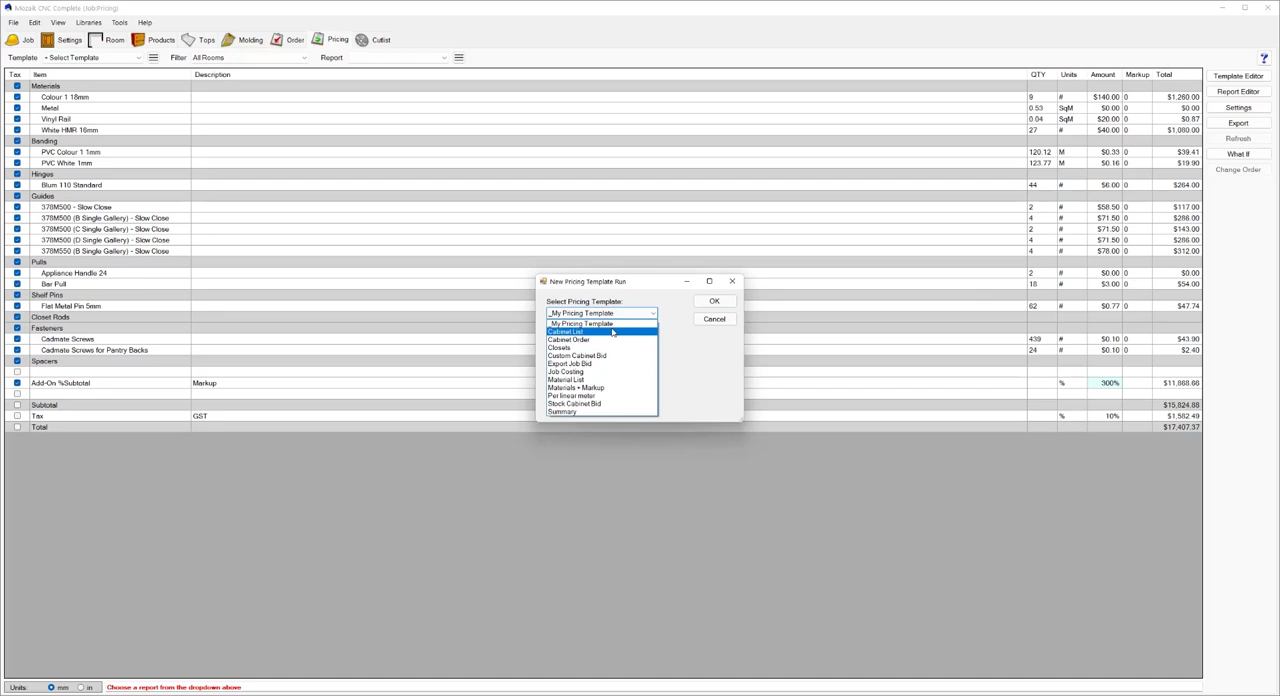 Mozaik CNC Complete (Job:Pricing)
File Edit View Libraries Tools Help
Job Settings Room Products Tops Molding Order Pricing Cutlist
Template + Select Template Filter All Rooms Report
Tax Item Description QTY Units Amount Markup Total
Template Editor
Materials
Report Editor
Colour 1 18mm 9 # $140.00 0 $1,260.00
Metal 0.53 SqM $0.00 0 $0.00
Settings
Vinyl Rail 0.04 SqM $20.00 0 $0.87
Export
White HMR 16mm 27 # $40.00 0 $1,080.00
Refresh
Banding
PVC Colour 1 1mm 120.12 M $0.33 0 $39.41
What If
PVC White 1mm 123.77 M $0.16 0 $19.90
Change Order
Hinges
Blum 110 Standard 44 # $6.00 0 $264.00
Guides
378M500 - Slow Close 2 # $58.50 0 $117.00
378M500 (B Single Gallery) - Slow Close 4 # $71.50 0 $286.00
378M500 (C Single Gallery) - Slow Close 2 # $71.50 0 $143.00
378M500 (D Single Gallery) - Slow Close 4 # $71.50 0 $286.00
378M550 (B Single Gallery) - Slow Close 4 # $78.00 0 $312.00
Pulls
Appliance Handle 24 2 # $0.00 0 $0.00
Bar Pull 18 # $3.00 0 $54.00
Shelf Pins
Flat Metal Pin 5mm 62 # $0.77 0 $47.74
Closet Rods
Fasteners
Cadmate Screws 439 # $0.10 0 $43.90
Cadmate Screws for Pantry Backs 24 # $0.10 0 $2.40
Spacers
Add-On %Subtotal Markup % 300% $11,868.66
Subtotal $15,824.88
Tax GST % 10% $1,582.49
Total $17,407.37
New Pricing Template Run
Select Pricing Template:
OK
_My Pricing Template
Cancel
_My Pricing Template
Cabinet List
Cabinet Order
Closets
Custom Cabinet Bid
Export Job Bid
Job Costing
Material List
Materials + Markup
Per linear meter
Stock Cabinet Bid
Summary
Units: mm in Choose a report from the dropdown above